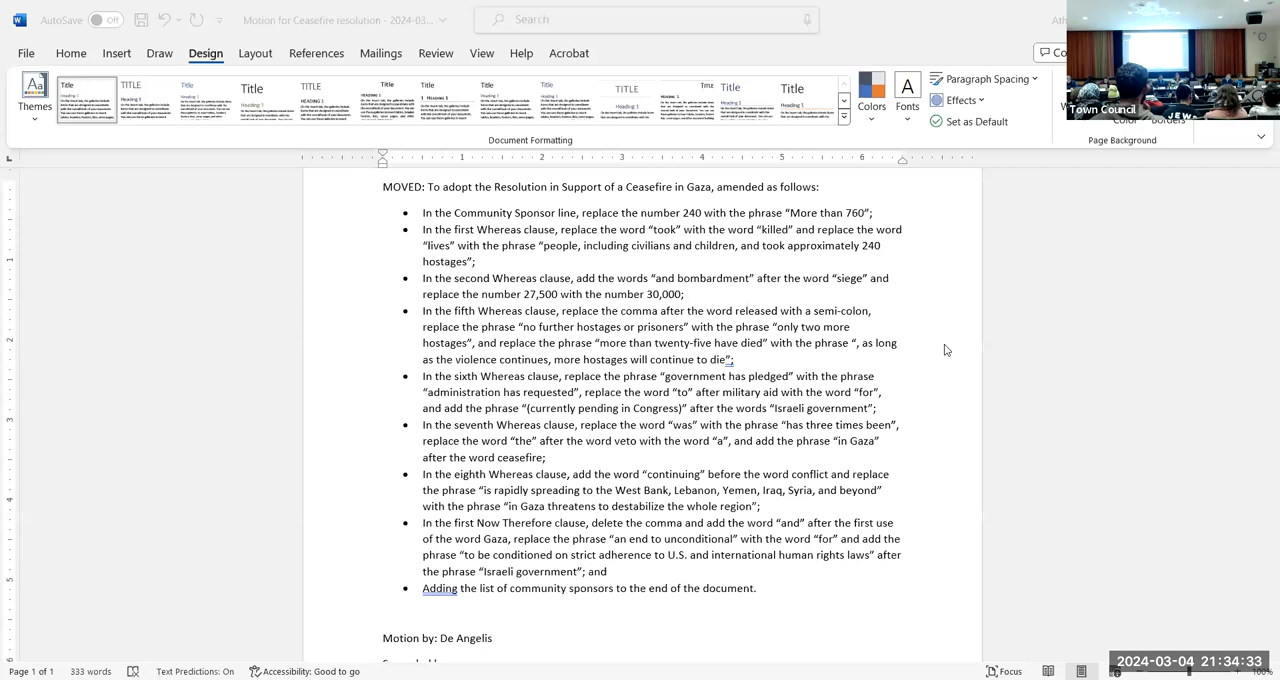 AutoSave Off Motion for Ceasefire resolution - 2024-03... Search
File Home Insert Draw Design Layout References Mailings Review View Help Acrobat
Themes
Title
TITLE
Title
Title
TITLE
Title
TITLE
Title
Title
Title
TITLE
Title
Title
Colors
Fonts
Paragraph Spacing
Effects
Set as Default
Document Formatting
Page Background
Town Council
1 2 3 4 5 6
MOVED: To adopt the Resolution in Support of a Ceasefire in Gaza, amended as follows:
• In the Community Sponsor line, replace the number 240 with the phrase “More than 760”;
• In the first Whereas clause, replace the word “took” with the word “killed” and replace the word
“lives” with the phrase “people, including civilians and children, and took approximately 240
hostages”;
• In the second Whereas clause, add the words “and bombardment” after the word “siege” and
replace the number 27,500 with the number 30,000;
• In the fifth Whereas clause, replace the comma after the word released with a semi-colon,
replace the phrase “no further hostages or prisoners” with the phrase “only two more
hostages”, and replace the phrase “more than twenty-five have died” with the phrase “, as long
as the violence continues, more hostages will continue to die”;
• In the sixth Whereas clause, replace the phrase “government has pledged” with the phrase
“administration has requested”, replace the word “to” after military aid with the word “for”,
and add the phrase “(currently pending in Congress)” after the words “Israeli government”;
• In the seventh Whereas clause, replace the word “was” with the phrase “has three times been”,
replace the word “the” after the word veto with the word “a”, and add the phrase “in Gaza”
after the word ceasefire;
• In the eighth Whereas clause, add the word “continuing” before the word conflict and replace
the phrase “is rapidly spreading to the West Bank, Lebanon, Yemen, Iraq, Syria, and beyond”
with the phrase “in Gaza threatens to destabilize the whole region”;
• In the first Now Therefore clause, delete the comma and add the word “and” after the first use
of the word Gaza, replace the phrase “an end to unconditional” with the word “for” and add the
phrase “to be conditioned on strict adherence to U.S. and international human rights laws” after
the phrase “Israeli government”; and
• Adding the list of community sponsors to the end of the document.
Motion by: De Angelis
2024-03-04 21:34:33
Page 1 of 1 333 words Text Predictions: On Accessibility: Good to go Focus 100%